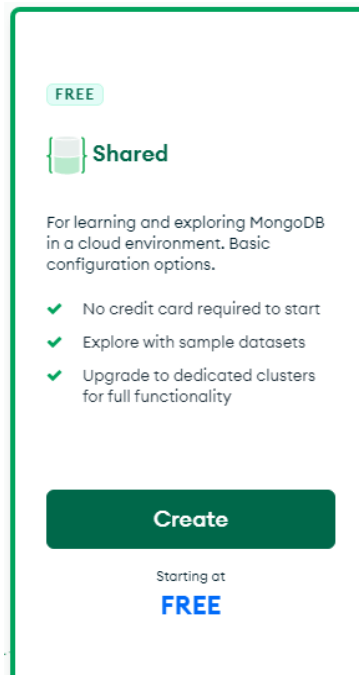 FREE
Shared
For learning and exploring MongoDB
in a cloud environment. Basic
configuration options.
No credit card required to start
Explore with sample datasets
Upgrade to dedicated clusters
for full functionality
Create
Starting at
FREE